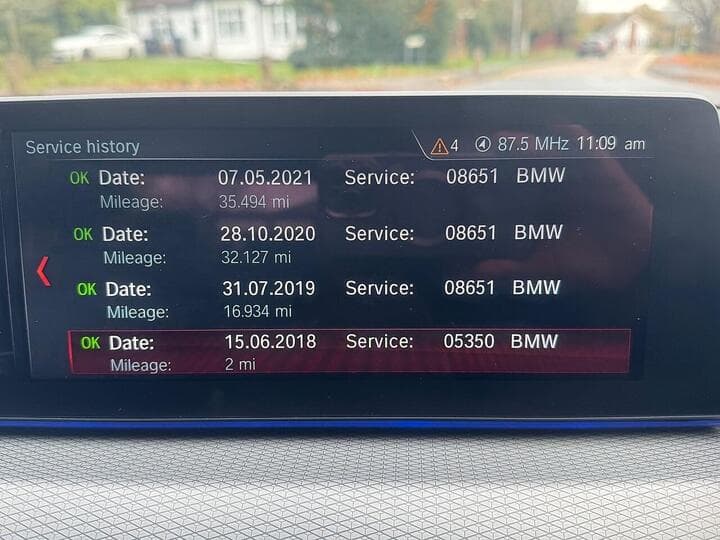 Service history 4 87.5 MHz 11:09 am
OK Date: 07.05.2021 Service: 08651 BMW
Mileage: 35.494 mi
OK Date: 28.10.2020 Service: 08651 BMW
Mileage: 32.127 mi
OK Date: 31.07.2019 Service: 08651 BMW
Mileage: 16.934 mi
OK Date: 15.06.2018 Service: 05350 BMW
Mileage: 2 mi